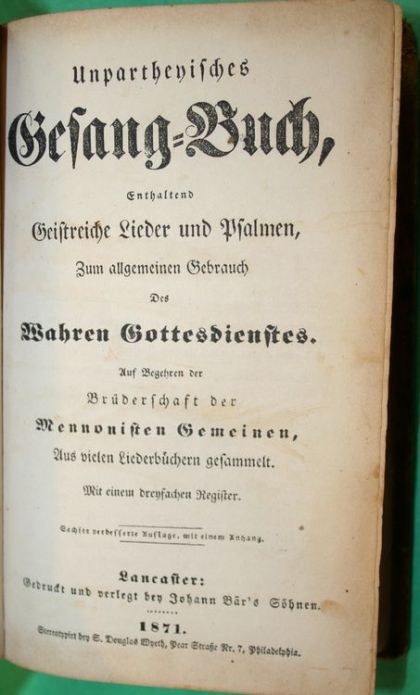 Unpartheyisches
Gesang=Buch,
Enthaltend
Geistreiche Lieder und Psalmen,
Zum allgemeinen Gebrauch
Des
Wahren Gottesdienstes.
Auf Begehren der
Brüderschaft der
Mennonisten Gemeinen,
Aus vielen Liederbüchern gesammelt.
Mit einem dreyfachen Register.
Sechste verbesserte Auflage, mit einem Anhang.
Lancaster:
Gedruckt und verlegt bey Johann Bär's Söhnen.
1871.
Stereotypirt bey S. Douglas Wyeth, Pear Straße Nr. 7, Philadelphia.